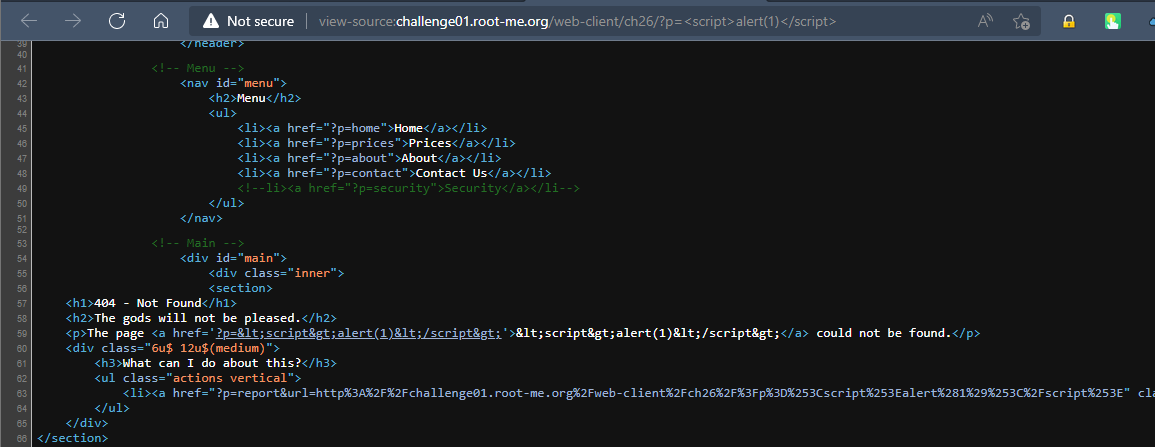 Not secure | view-source:challenge01.root-me.org/web-client/ch26/?p=<script>alert(1)</script>
39 </header>
40
41 <!-- Menu -->
42 <nav id="menu">
43 <h2>Menu</h2>
44 <ul>
45 <li><a href="?p=home">Home</a></li>
46 <li><a href="?p=prices">Prices</a></li>
47 <li><a href="?p=about">About</a></li>
48 <li><a href="?p=contact">Contact Us</a></li>
49 <!--li><a href="?p=security">Security</a></li-->
50 </ul>
51 </nav>
52
53 <!-- Main -->
54 <div id="main">
55 <div class="inner">
56 <section>
57 <h1>404 - Not Found</h1>
58 <h2>The gods will not be pleased.</h2>
59 <p>The page <a href='?p=&lt;script&gt;alert(1)&lt;/script&gt;'>&lt;script&gt;alert(1)&lt;/script&gt;</a> could not be found.</p>
60 <div class="6u$ 12u$(medium)">
61 <h3>What can I do about this?</h3>
62 <ul class="actions vertical">
63 <li><a href="?p=report&url=http%3A%2F%2Fchallenge01.root-me.org%2Fweb-client%2Fch26%2F%3Fp%3D%253Cscript%253Ealert%281%29%253C%2Fscript%253E" cla
64 </ul>
65 </div>
66 </section>